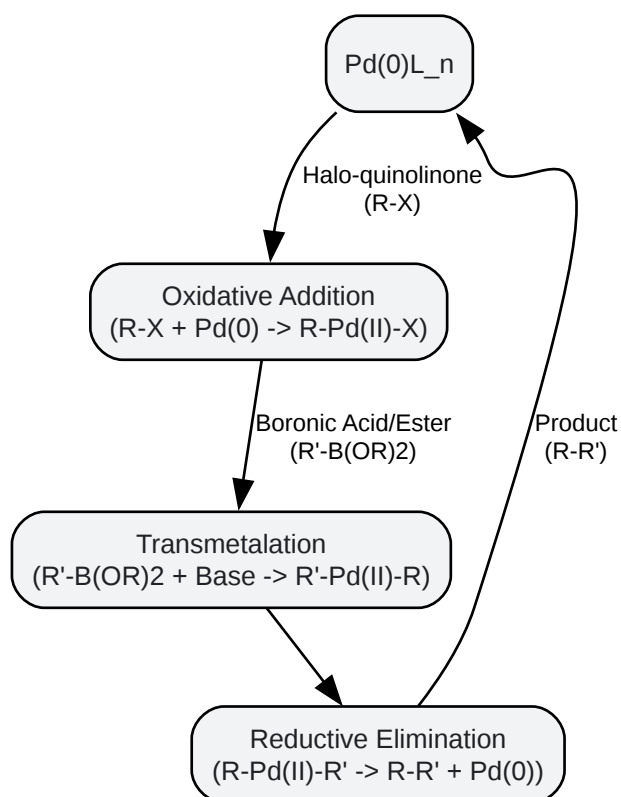 Pd(0)L_n
Halo-quinolinone
(R-X)
Oxidative Addition
(R-X + Pd(0) -> R-Pd(II)-X)
Boronic Acid/Ester
(R'-B(OR)2)
Product
(R-R')
Transmetalation
(R'-B(OR)2 + Base -> R'-Pd(II)-R)
Reductive Elimination
(R-Pd(II)-R' -> R-R' + Pd(0))